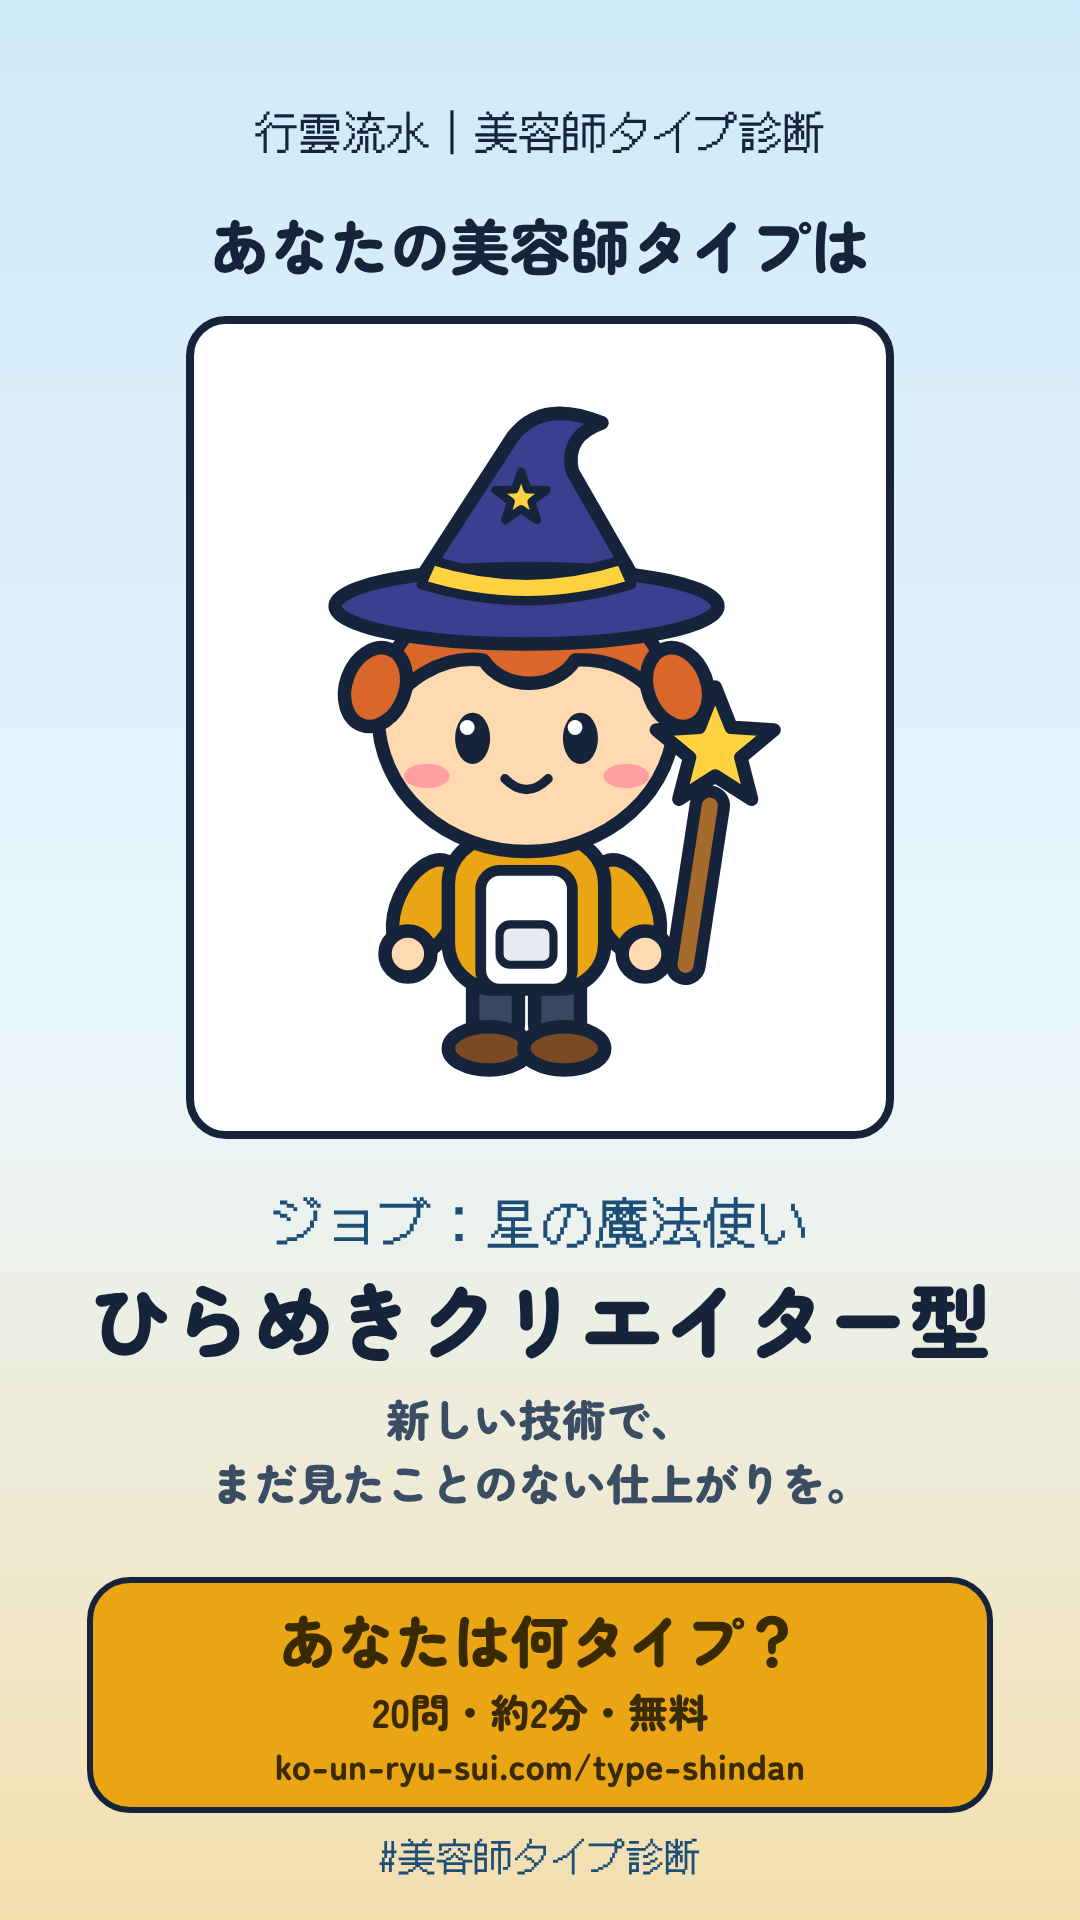 行雲流水｜美容師タイプ診断
あなたの美容師タイプは
ジョブ：星の魔法使い
ひらめきクリエイター型
新しい技術で、
まだ見たことのない仕上がりを。
あなたは何タイプ？
20問・約2分・無料
ko-un-ryu-sui.com/type-shindan
#美容師タイプ診断